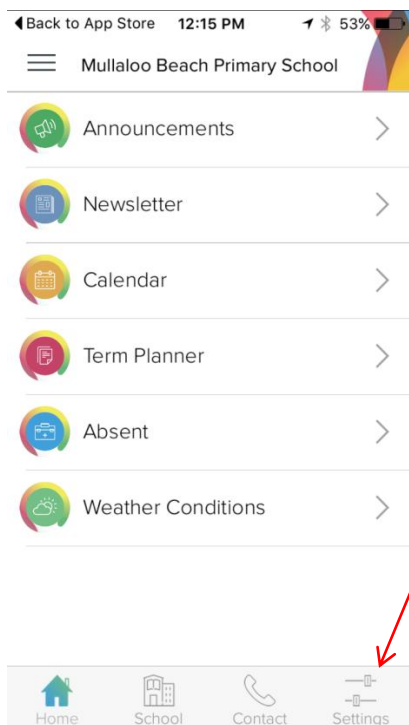 Back to App Store 12:15 PM 53%
Mullaloo Beach Primary School
Announcements
Newsletter
Calendar
Term Planner
Absent
Weather Conditions
Home School Contact Settings